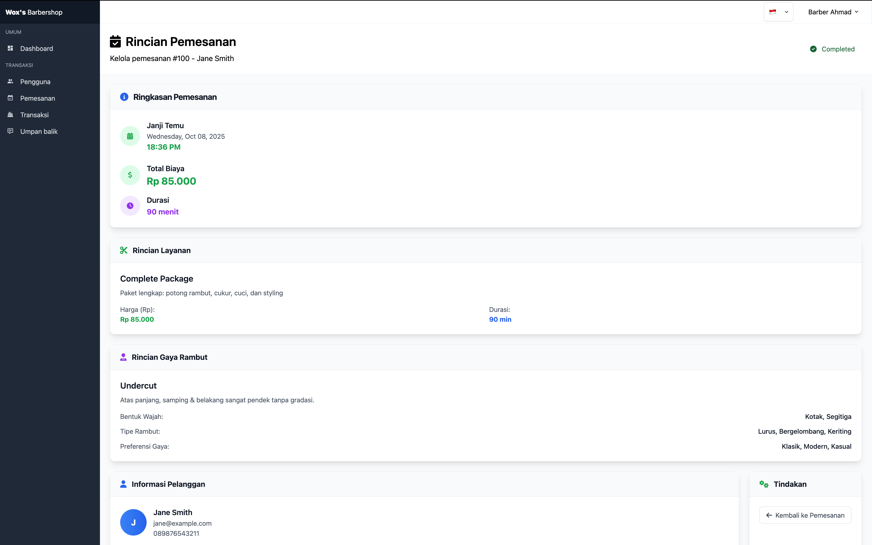 Wox's Barbershop
Barber Ahmad
UMUM
Dashboard
TRANSAKSI
Pengguna
Pemesanan
Transaksi
Umpan balik
Rincian Pemesanan
Kelola pemesanan #100 - Jane Smith
Completed
Ringkasan Pemesanan
Janji Temu
Wednesday, Oct 08, 2025
18:36 PM
Total Biaya
Rp 85.000
Durasi
90 menit
Rincian Layanan
Complete Package
Paket lengkap: potong rambut, cukur, cuci, dan styling
Harga (Rp): Durasi:
Rp 85.000 90 min
Rincian Gaya Rambut
Undercut
Atas panjang, samping & belakang sangat pendek tanpa gradasi.
Bentuk Wajah: Kotak, Segitiga
Tipe Rambut: Lurus, Bergelombang, Keriting
Preferensi Gaya: Klasik, Modern, Kasual
Informasi Pelanggan
J
Jane Smith
jane@example.com
089876543211
Tindakan
Kembali ke Pemesanan